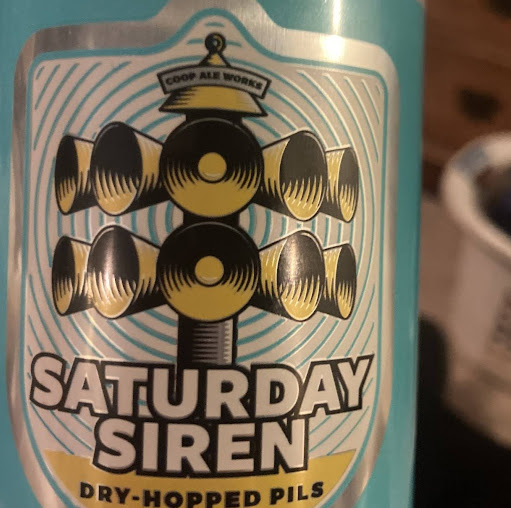 COOP ALE WORKS
SATURDAY
SIREN
DRY-HOPPED PILS